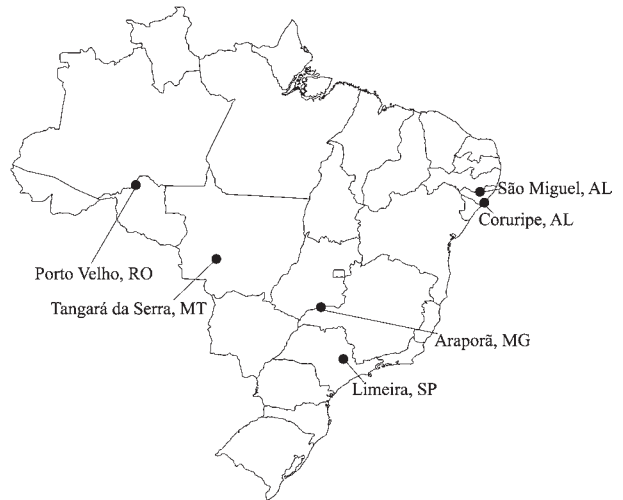 São Miguel, AL
Coruripe, AL
Porto Velho, RO
Tangará da Serra, MT
Araporã, MG
Limeira, SP